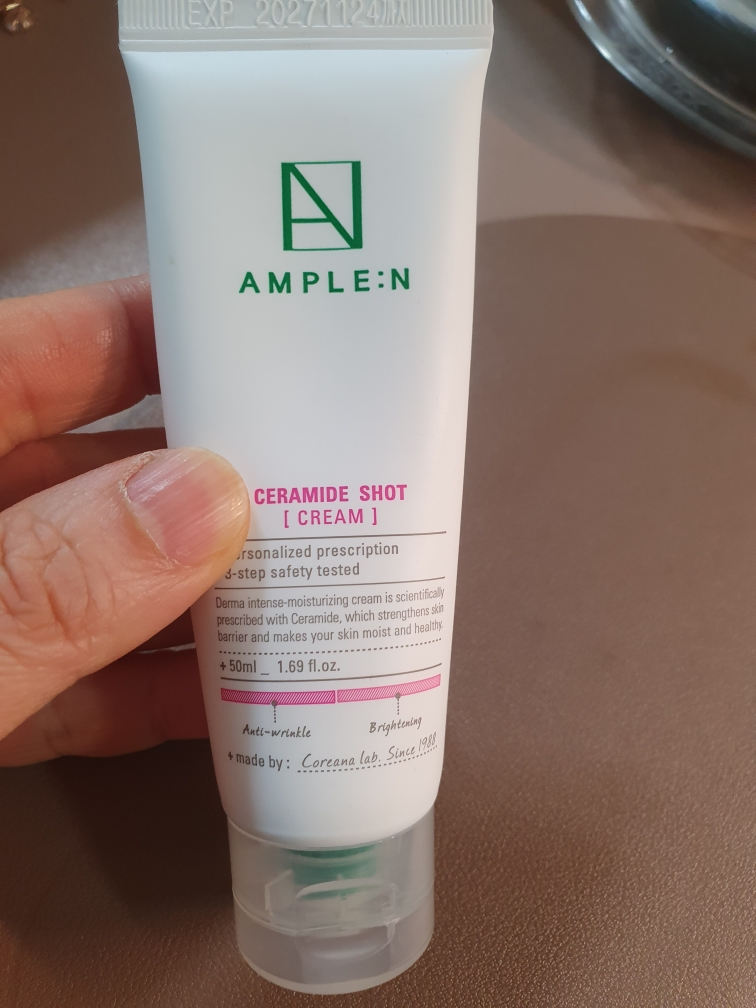 EXP 20271124
AMPLE:N
CERAMIDE SHOT
[ CREAM ]
rsonalized prescription
3-step safety tested
Derma intense-moisturizing cream is scientifically
prescribed with Ceramide, which strengthens skin
barrier and makes your skin moist and healthy.
+ 50ml _ 1.69 fl.oz.
Anti-wrinkle Brightening
+ made by : Coreana lab. Since 1988